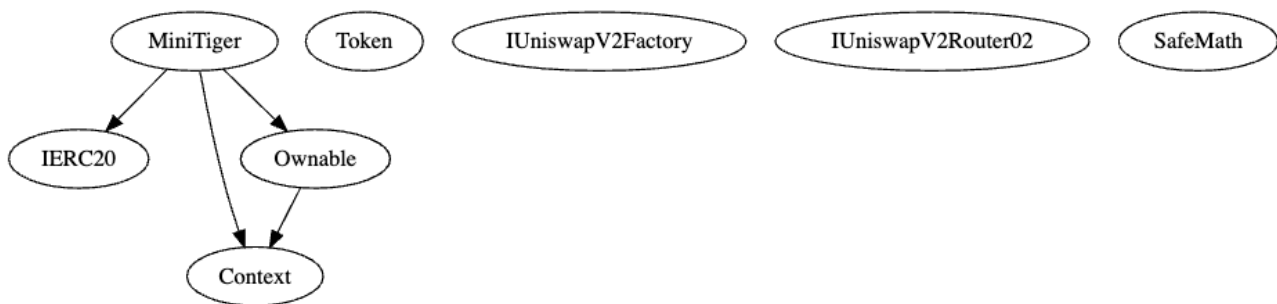 MiniTiger
Token
IUniswapV2Factory
IUniswapV2Router02
SafeMath
IERC20
Ownable
Context